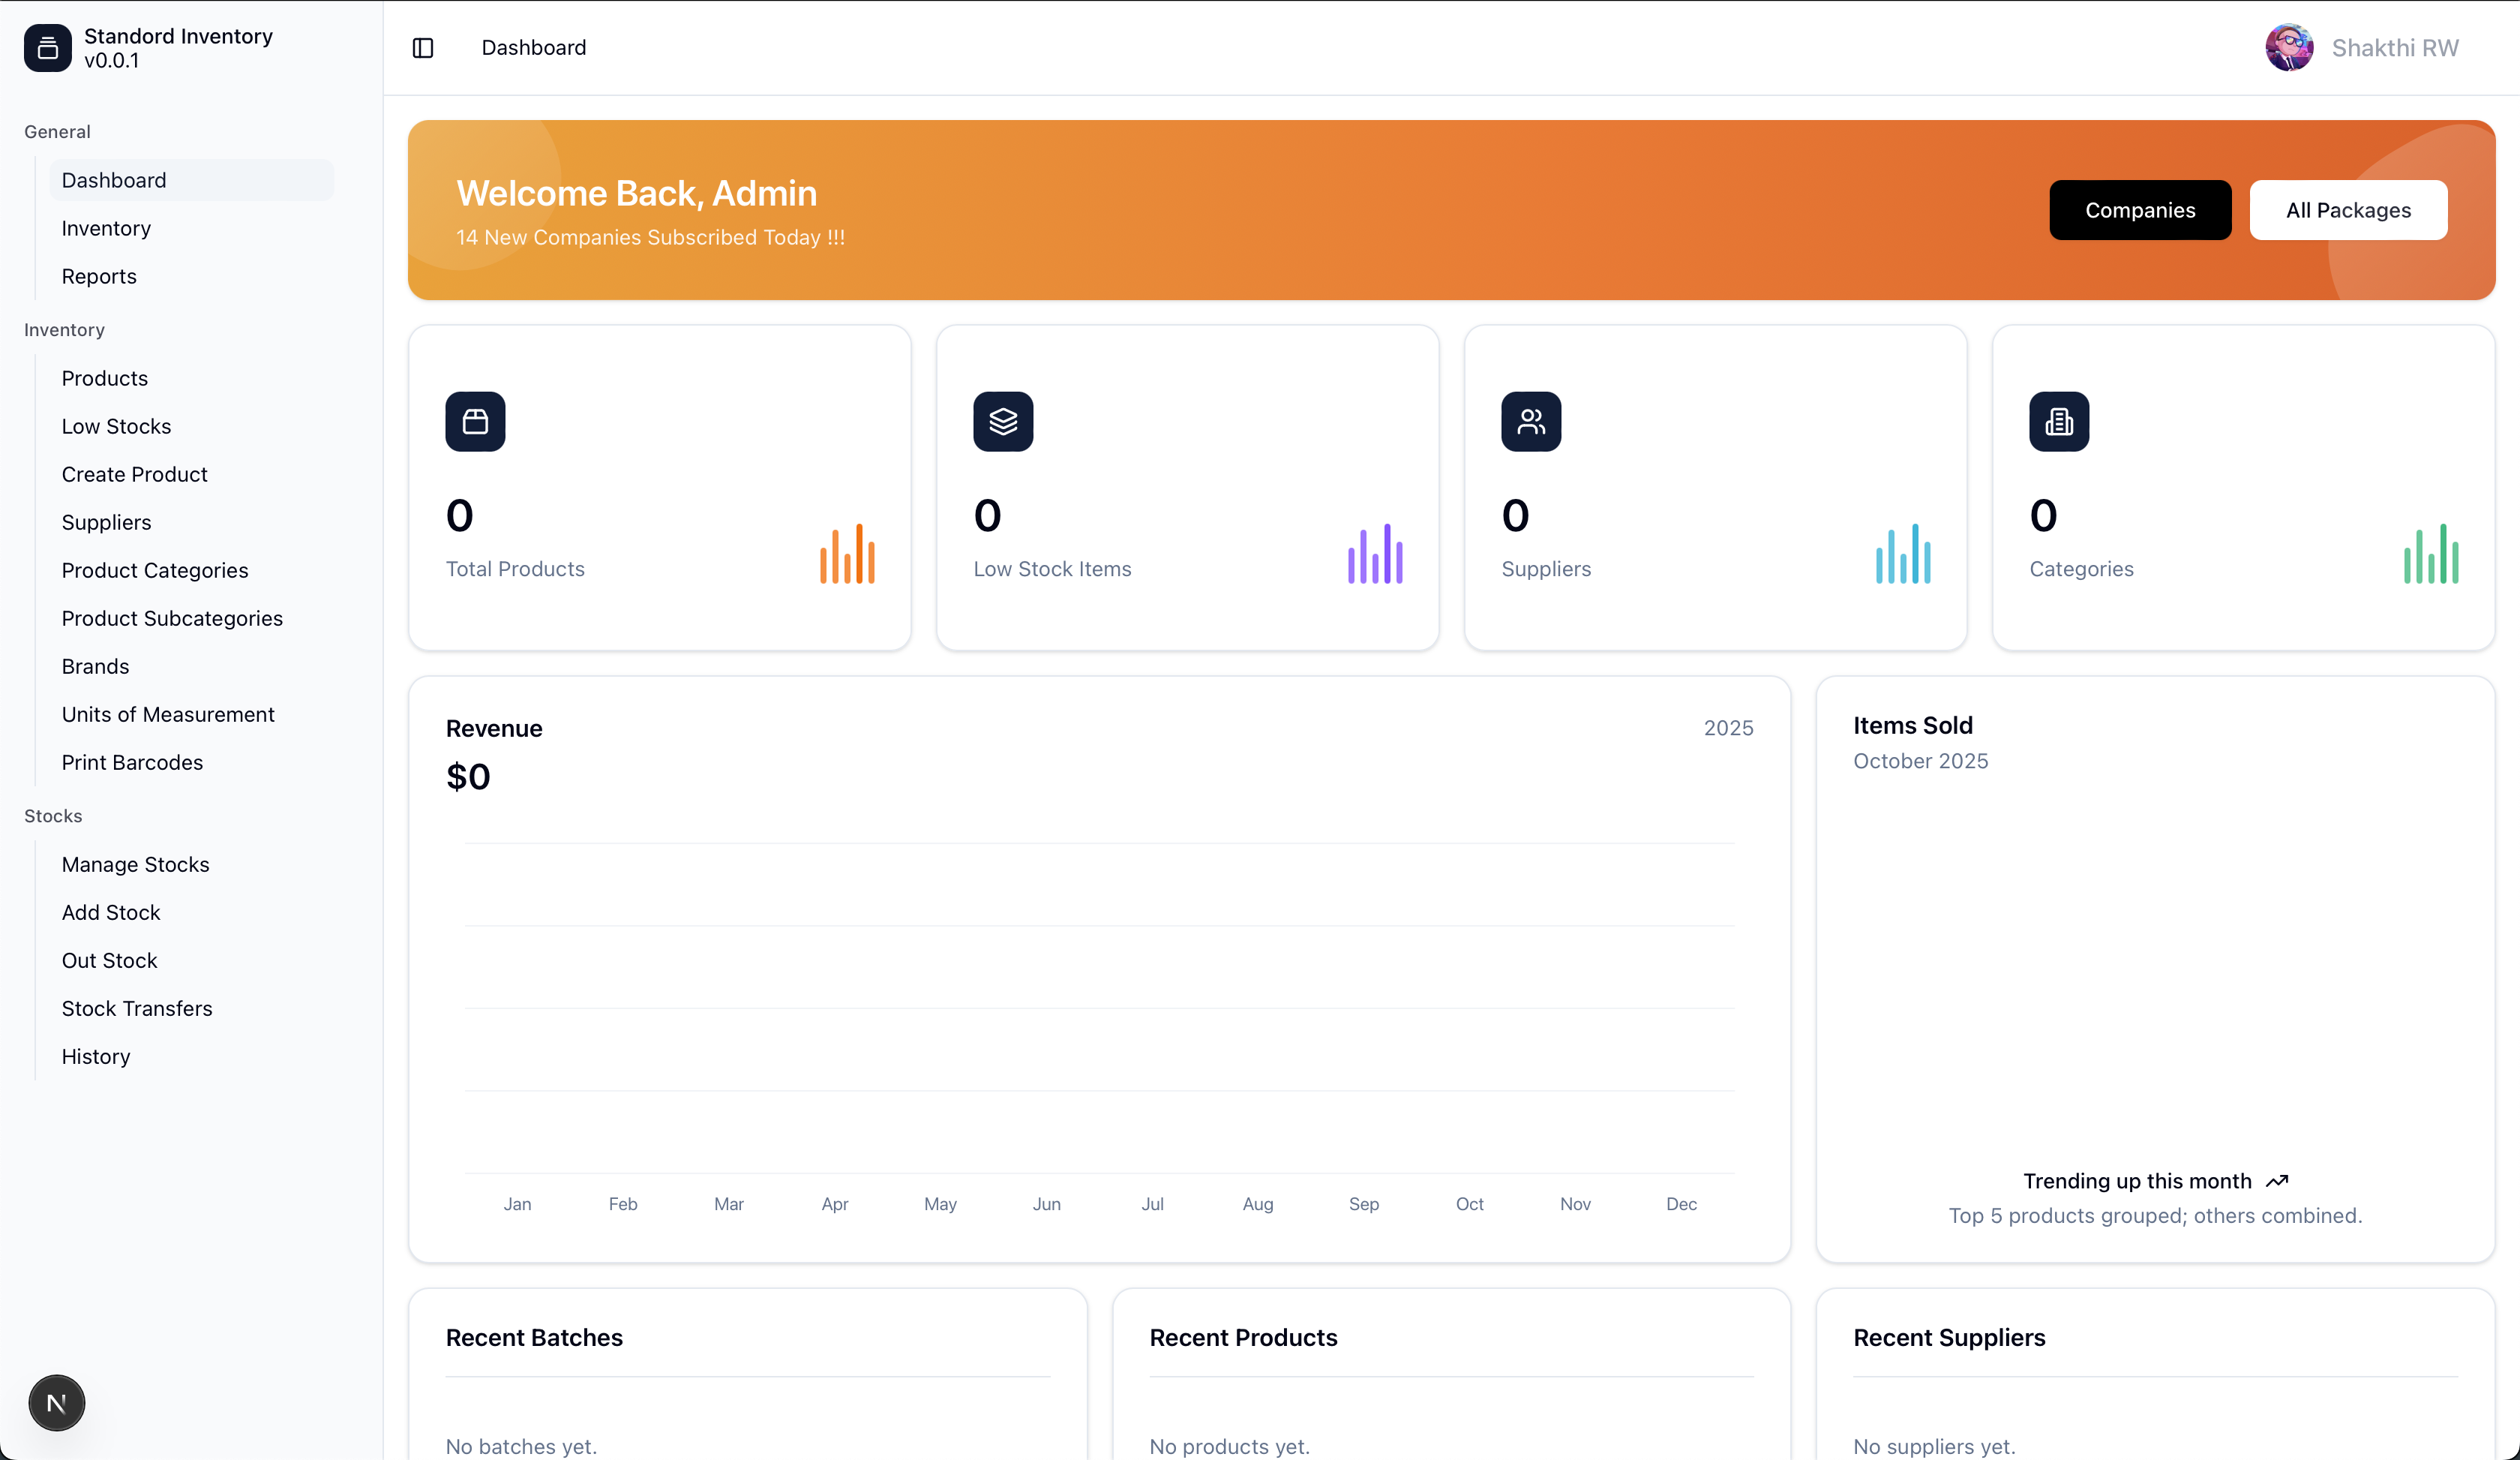 Standord Inventory
v0.0.1
General
Dashboard
Inventory
Reports
Inventory
Products
Low Stocks
Create Product
Suppliers
Product Categories
Product Subcategories
Brands
Units of Measurement
Print Barcodes
Stocks
Manage Stocks
Add Stock
Out Stock
Stock Transfers
History
N
Dashboard
Shakthi RW
Welcome Back, Admin
14 New Companies Subscribed Today !!!
Companies
All Packages
0
Total Products
0
Low Stock Items
0
Suppliers
0
Categories
Revenue
2025
$0
Jan Feb Mar Apr May Jun Jul Aug Sep Oct Nov Dec
Items Sold
October 2025
Trending up this month
Top 5 products grouped; others combined.
Recent Batches
No batches yet.
Recent Products
No products yet.
Recent Suppliers
No suppliers yet.